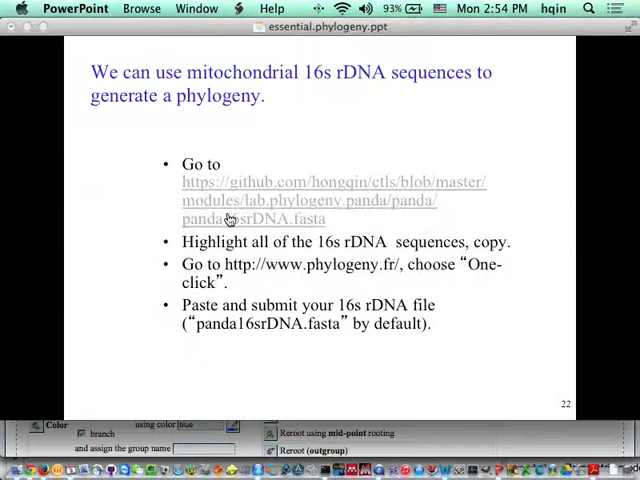 PowerPoint Browse Window Help 93% Mon 2:54 PM hqin
essential.phylogeny.ppt
We can use mitochondrial 16s rDNA sequences to
generate a phylogeny.
• Go to
https://github.com/hongqin/ctls/blob/master/
modules/lab.phylogeny.panda/panda/
panda16srDNA.fasta
• Highlight all of the 16s rDNA sequences, copy.
• Go to http://www.phylogeny.fr/, choose “One-
click”.
• Paste and submit your 16s rDNA file
(“panda16srDNA.fasta” by default).
22
Color using color blue
branch
and assign the group name
Reroot using mid-point rooting
Reroot (outgroup)